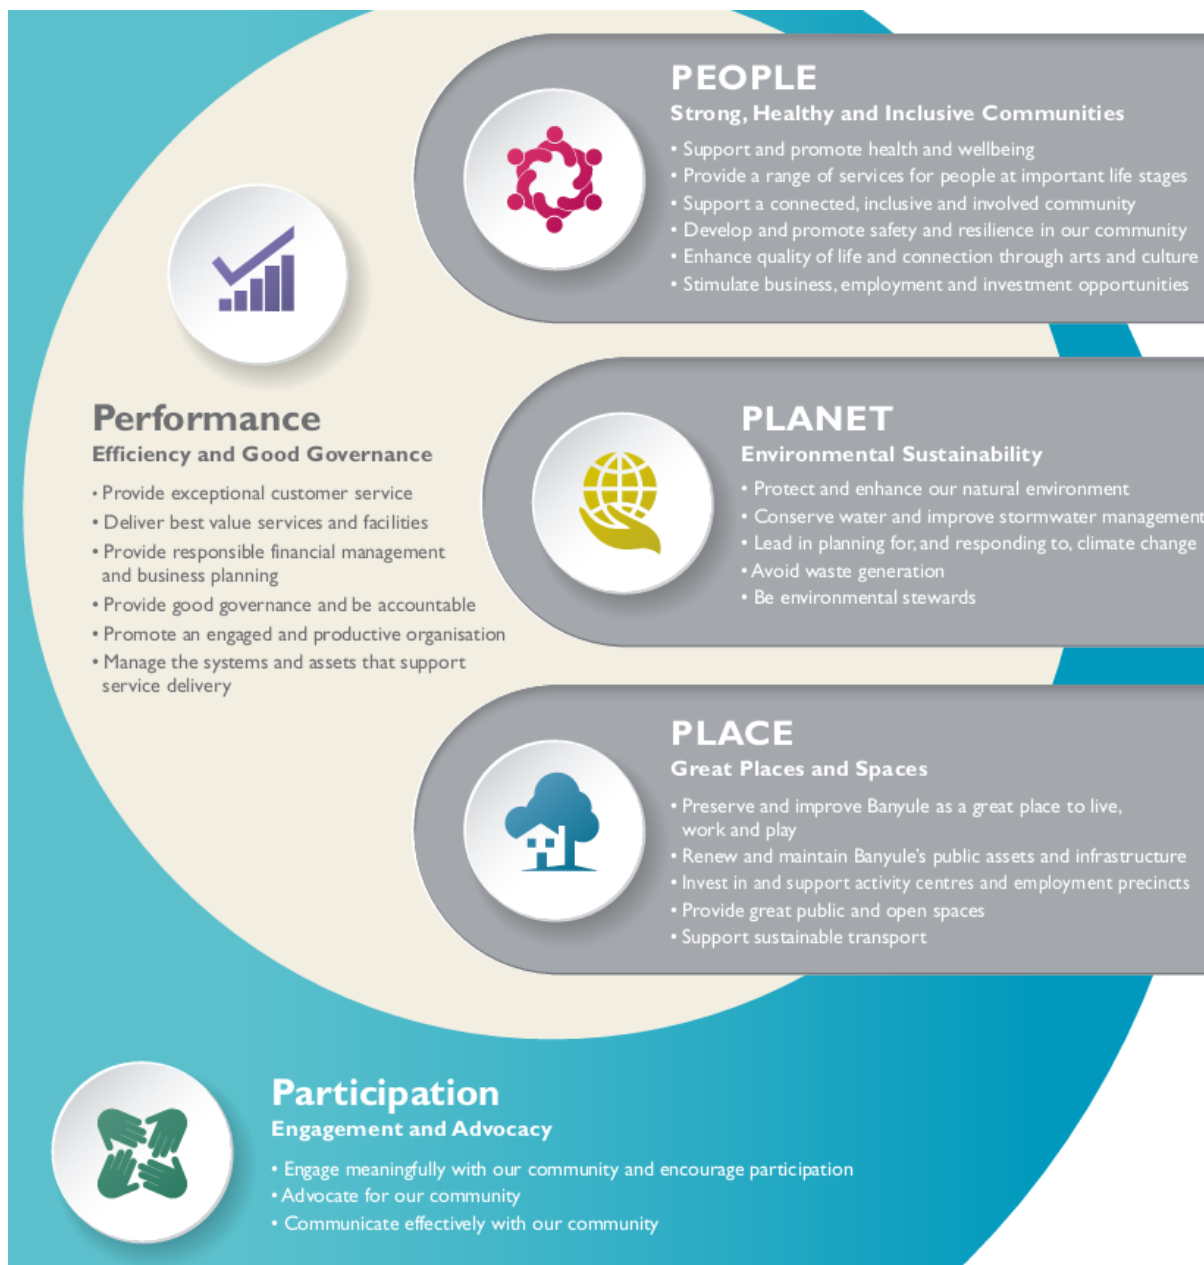 PEOPLE
Strong, Healthy and Inclusive Communities
• Support and promote health and wellbeing
• Provide a range of services for people at important life stages
• Support a connected, inclusive and involved community
• Develop and promote safety and resilience in our community
• Enhance quality of life and connection through arts and culture
• Stimulate business, employment and investment opportunities
Performance
Efficiency and Good Governance
• Provide exceptional customer service
• Deliver best value services and facilities
• Provide responsible financial management
and business planning
• Provide good governance and be accountable
• Promote an engaged and productive organisation
• Manage the systems and assets that support
service delivery
PLANET
Environmental Sustainability
• Protect and enhance our natural environment
• Conserve water and improve stormwater management
• Lead in planning for, and responding to, climate change
• Avoid waste generation
• Be environmental stewards
PLACE
Great Places and Spaces
• Preserve and improve Banyule as a great place to live,
work and play
• Renew and maintain Banyule's public assets and infrastructure
• Invest in and support activity centres and employment precincts
• Provide great public and open spaces
• Support sustainable transport
Participation
Engagement and Advocacy
• Engage meaningfully with our community and encourage participation
• Advocate for our community
• Communicate effectively with our community